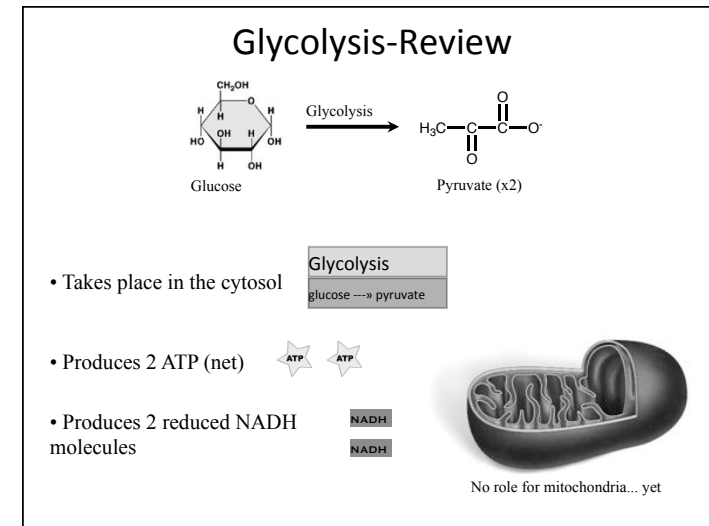 Glycolysis-Review
CH₂OH
O
H
H
H
OH
H
HO
OH
H
OH
Glucose
Glycolysis
O
H₃C C C O⁻
O
Pyruvate (x2)
• Takes place in the cytosol
Glycolysis
glucose ---» pyruvate
• Produces 2 ATP (net)
ATP
ATP
• Produces 2 reduced NADH
molecules
NADH
NADH
No role for mitochondria... yet